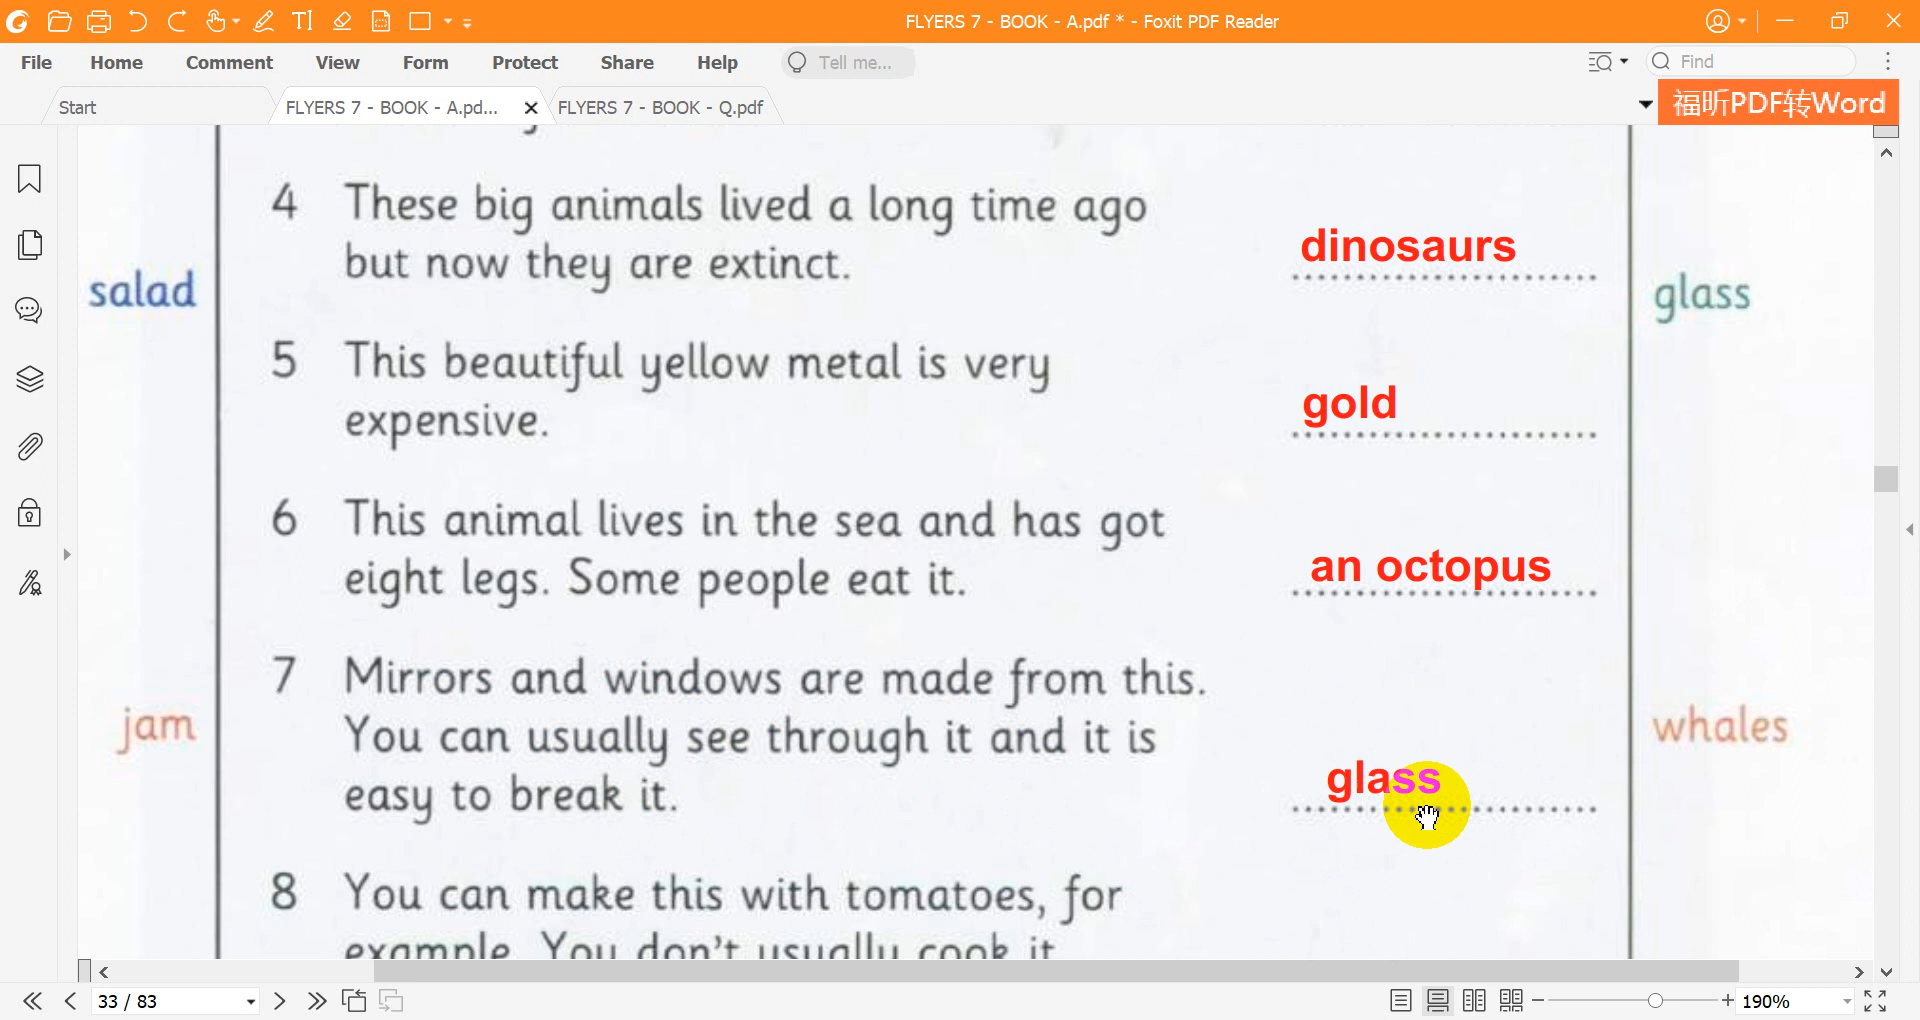 FLYERS 7 - BOOK - A.pdf * - Foxit PDF Reader
File Home Comment View Form Protect Share Help Tell me... Find
Start FLYERS 7 - BOOK - A.pd... FLYERS 7 - BOOK - Q.pdf 福昕PDF转Word
4 These big animals lived a long time ago
but now they are extinct. dinosaurs
salad
glass
5 This beautiful yellow metal is very
expensive. gold
6 This animal lives in the sea and has got
eight legs. Some people eat it. an octopus
7 Mirrors and windows are made from this.
You can usually see through it and it is
easy to break it. glass
jam
whales
8 You can make this with tomatoes, for
example. You don't usually cook it
33 / 83 190%